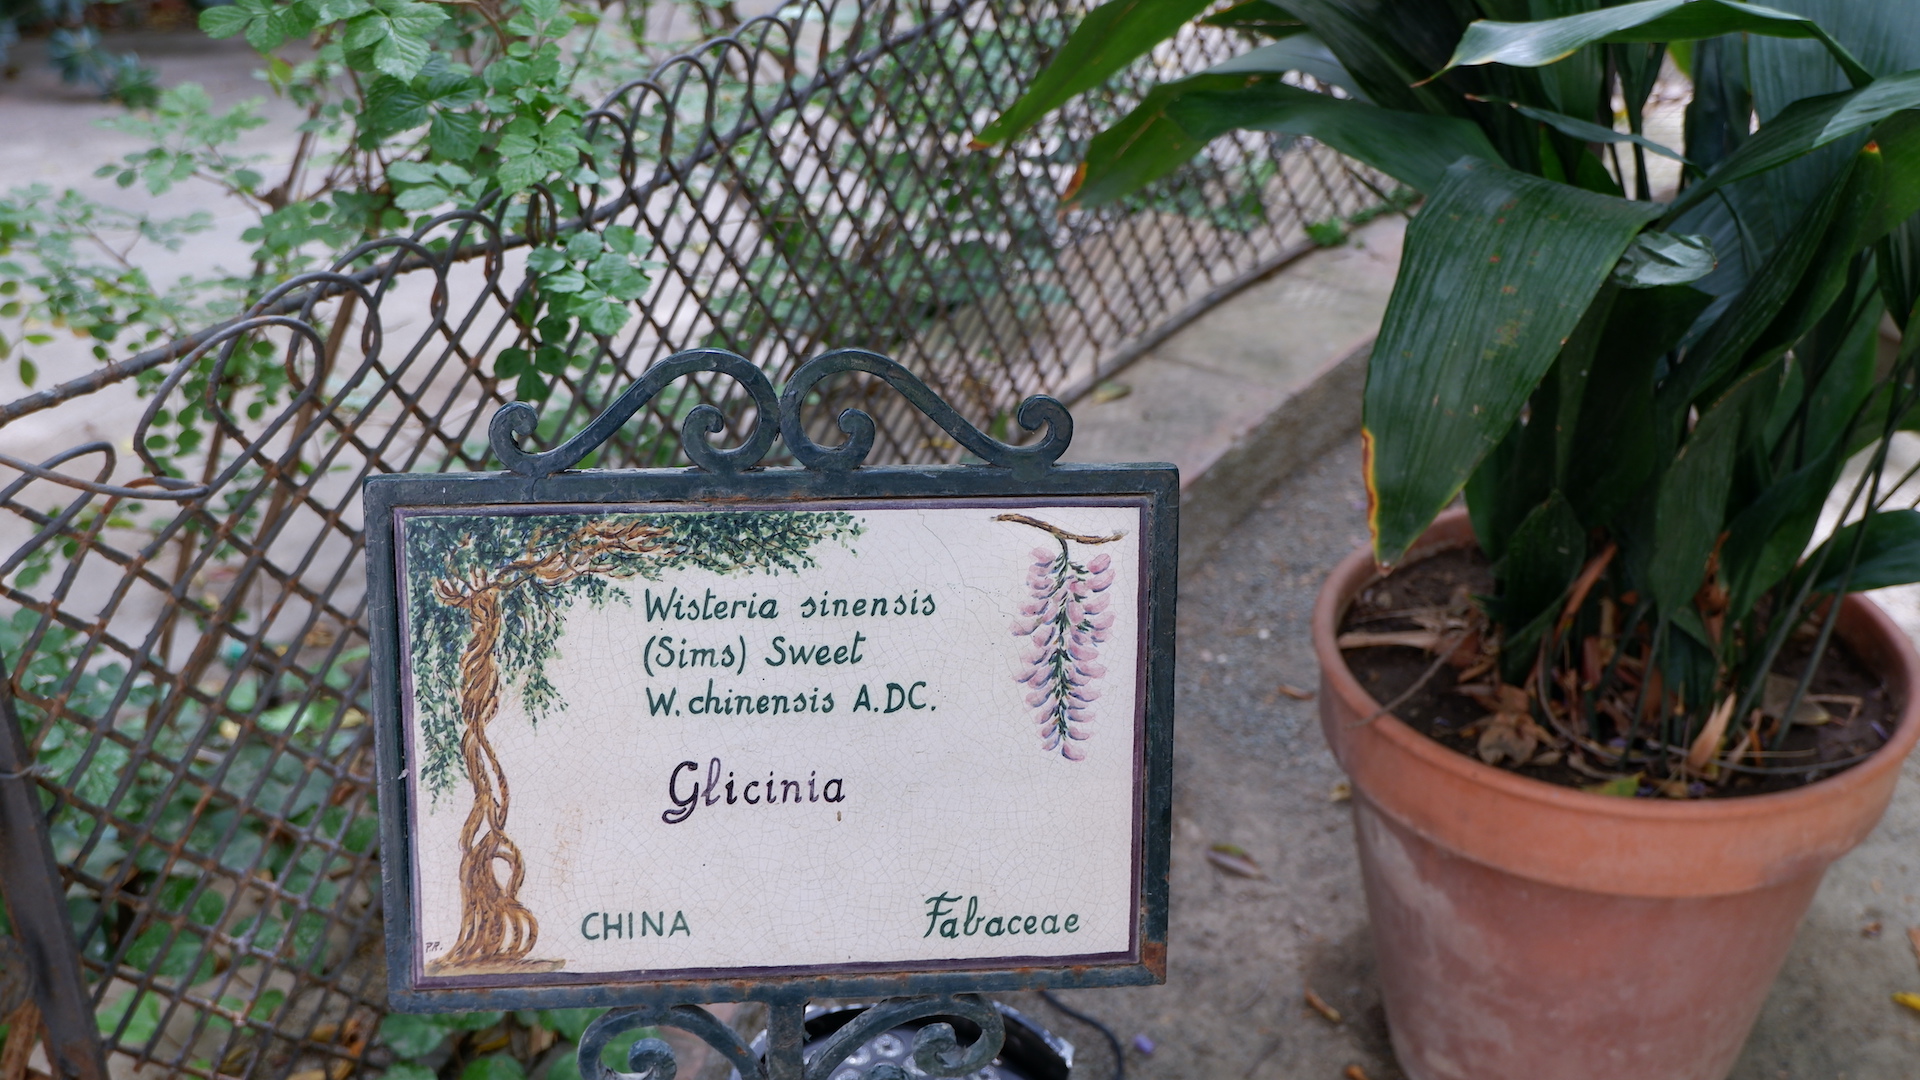 Wisteria sinensis
(Sims) Sweet
W. chinensis A.DC.
Glicinia
CHINA
Fabaceae
P.R.